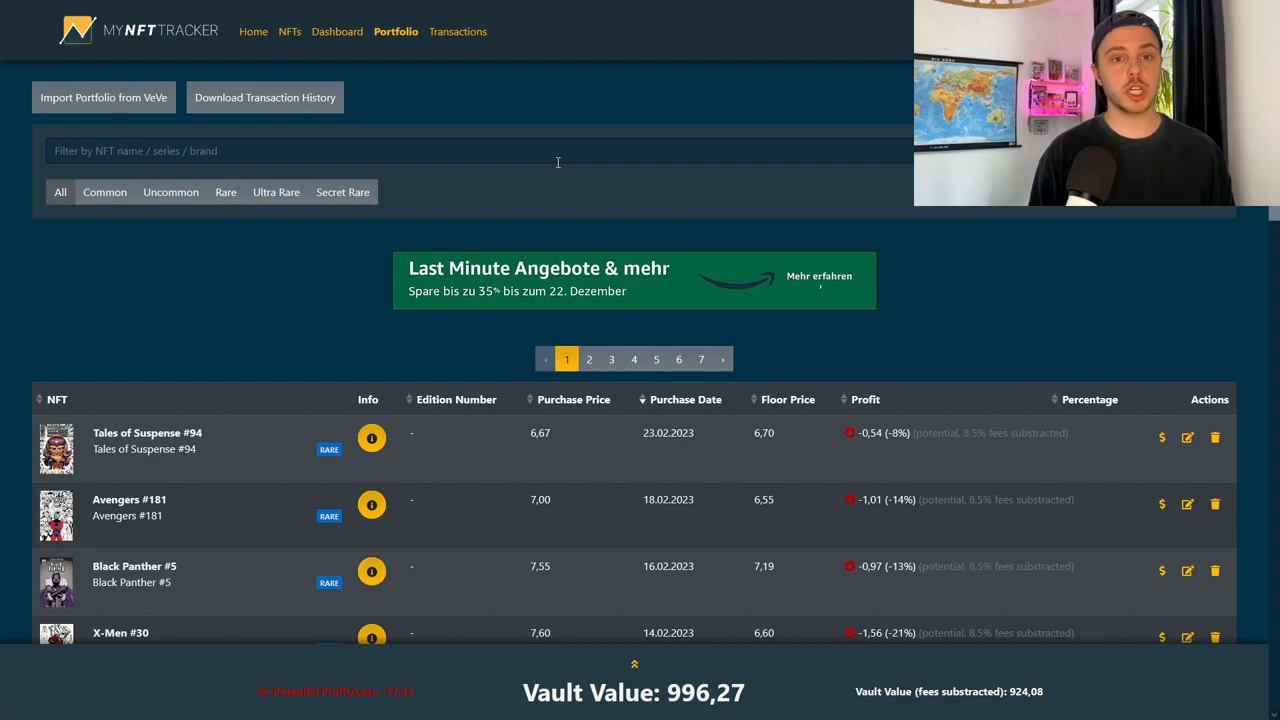 MYNFTTRACKER
Home NFTs Dashboard Portfolio Transactions
Import Portfolio from VeVe Download Transaction History
Filter by NFT name / series / brand
All Common Uncommon Rare Ultra Rare Secret Rare
Last Minute Angebote & mehr
Spare bis zu 35% bis zum 22. Dezember
Mehr erfahren ›
‹ 1 2 3 4 5 6 7 ›
NFT Info Edition Number Purchase Price Purchase Date Floor Price Profit Percentage Actions
Tales of Suspense #94
Tales of Suspense #94
RARE - 6,67 23.02.2023 6,70 -0,54 (-8%) (potential, 8,5% fees substracted)
Avengers #181
Avengers #181
RARE - 7,00 18.02.2023 6,55 -1,01 (-14%) (potential, 8,5% fees substracted)
Black Panther #5
Black Panther #5
RARE - 7,55 16.02.2023 7,19 -0,97 (-13%) (potential, 8,5% fees substracted)
X-Men #30 - 7,60 14.02.2023 6,60 -1,56 (-21%) (potential, 8,5% fees substracted)
Potential Profit/Loss: -77,31
Vault Value: 996,27
Vault Value (fees substracted): 924,08